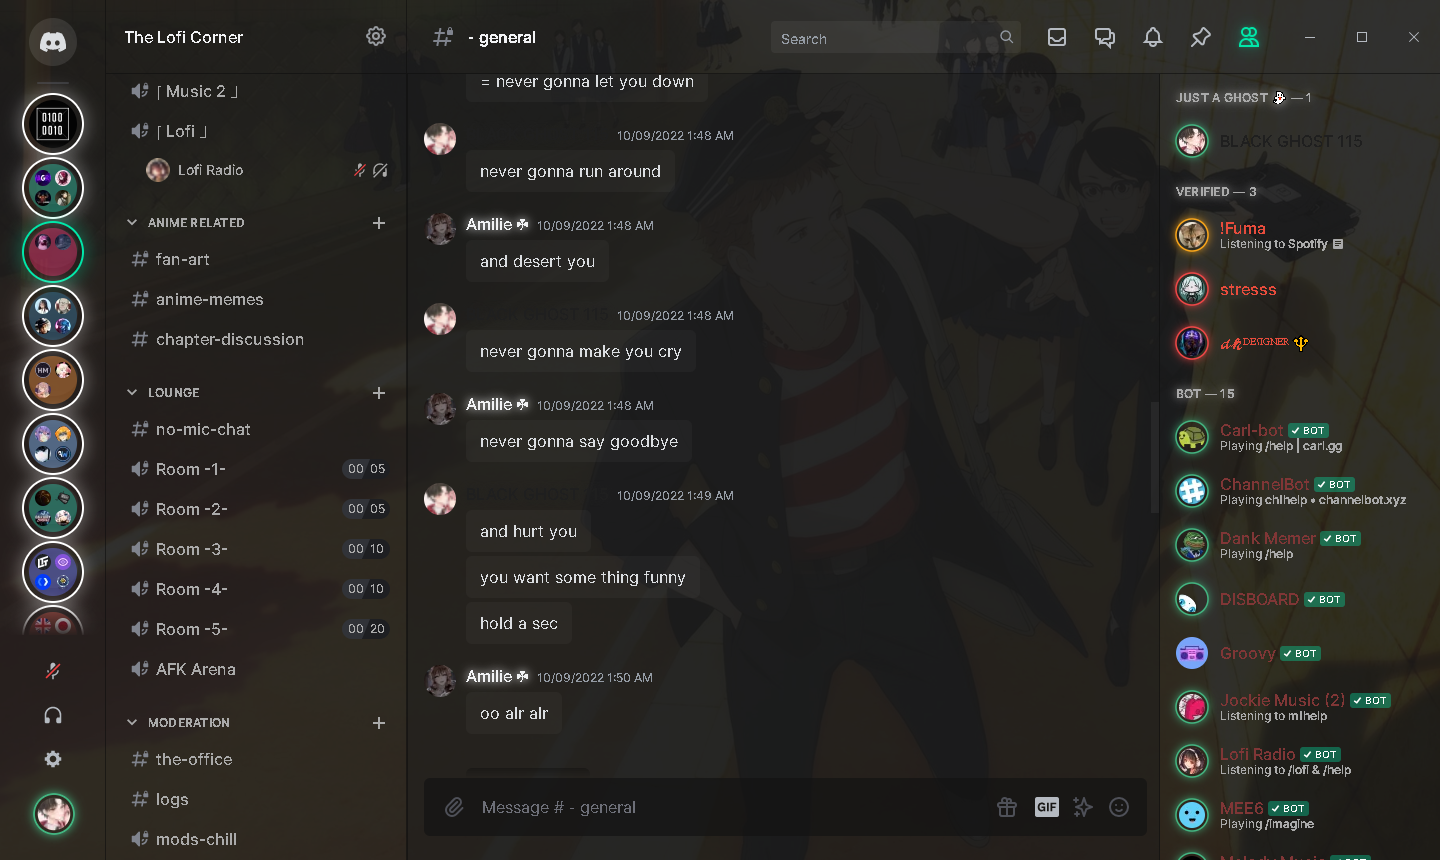 The Lofi Corner
「 Music 2 」
「 Lofi 」
Lofi Radio
ANIME RELATED
fan-art
anime-memes
chapter-discussion
LOUNGE
no-mic-chat
Room -1-
00 05
Room -2-
00 05
Room -3-
00 10
Room -4-
00 10
Room -5-
00 20
AFK Arena
MODERATION
the-office
logs
mods-chill
0100
0010
HM
- general
Search
= never gonna let you down
10/09/2022 1:48 AM
never gonna run around
Amilie ☘ 10/09/2022 1:48 AM
and desert you
10/09/2022 1:48 AM
never gonna make you cry
Amilie ☘ 10/09/2022 1:48 AM
never gonna say goodbye
10/09/2022 1:49 AM
and hurt you
you want some thing funny
hold a sec
Amilie ☘ 10/09/2022 1:50 AM
oo alr alr
Message # - general
GIF
JUST A GHOST 👻 — 1
BLACK GHOST 115
VERIFIED — 3
!Fuma
Listening to Spotify
stresss
𝓭𝓱 DESIGNER 🔱
BOT — 15
Carl-bot ✓ BOT
Playing /help | carl.gg
ChannelBot ✓ BOT
Playing ch!help • channelbot.xyz
Dank Memer ✓ BOT
Playing /help
DISBOARD ✓ BOT
Groovy ✓ BOT
Jockie Music (2) ✓ BOT
Listening to m!help
Lofi Radio ✓ BOT
Listening to /lofi & /help
MEE6 ✓ BOT
Playing /imagine